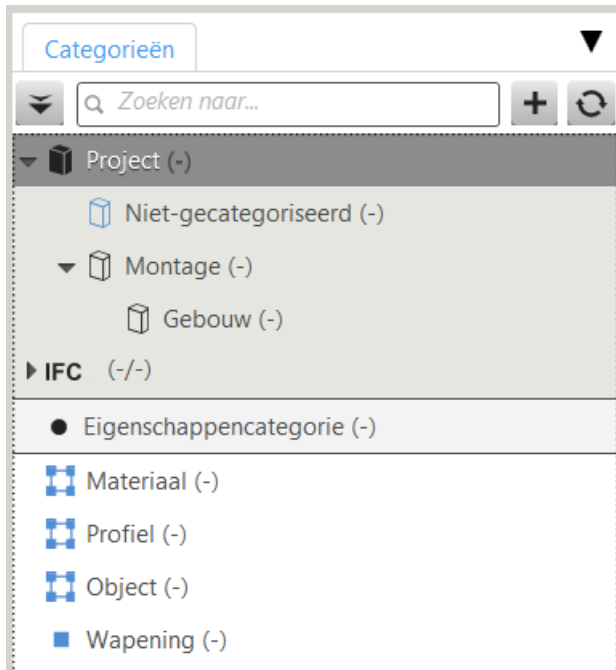 Categorieën
Zoeken naar...
Project (-)
Niet-gecategoriseerd (-)
Montage (-)
Gebouw (-)
IFC (-/-)
Eigenschappencategorie (-)
Materiaal (-)
Profiel (-)
Object (-)
Wapening (-)